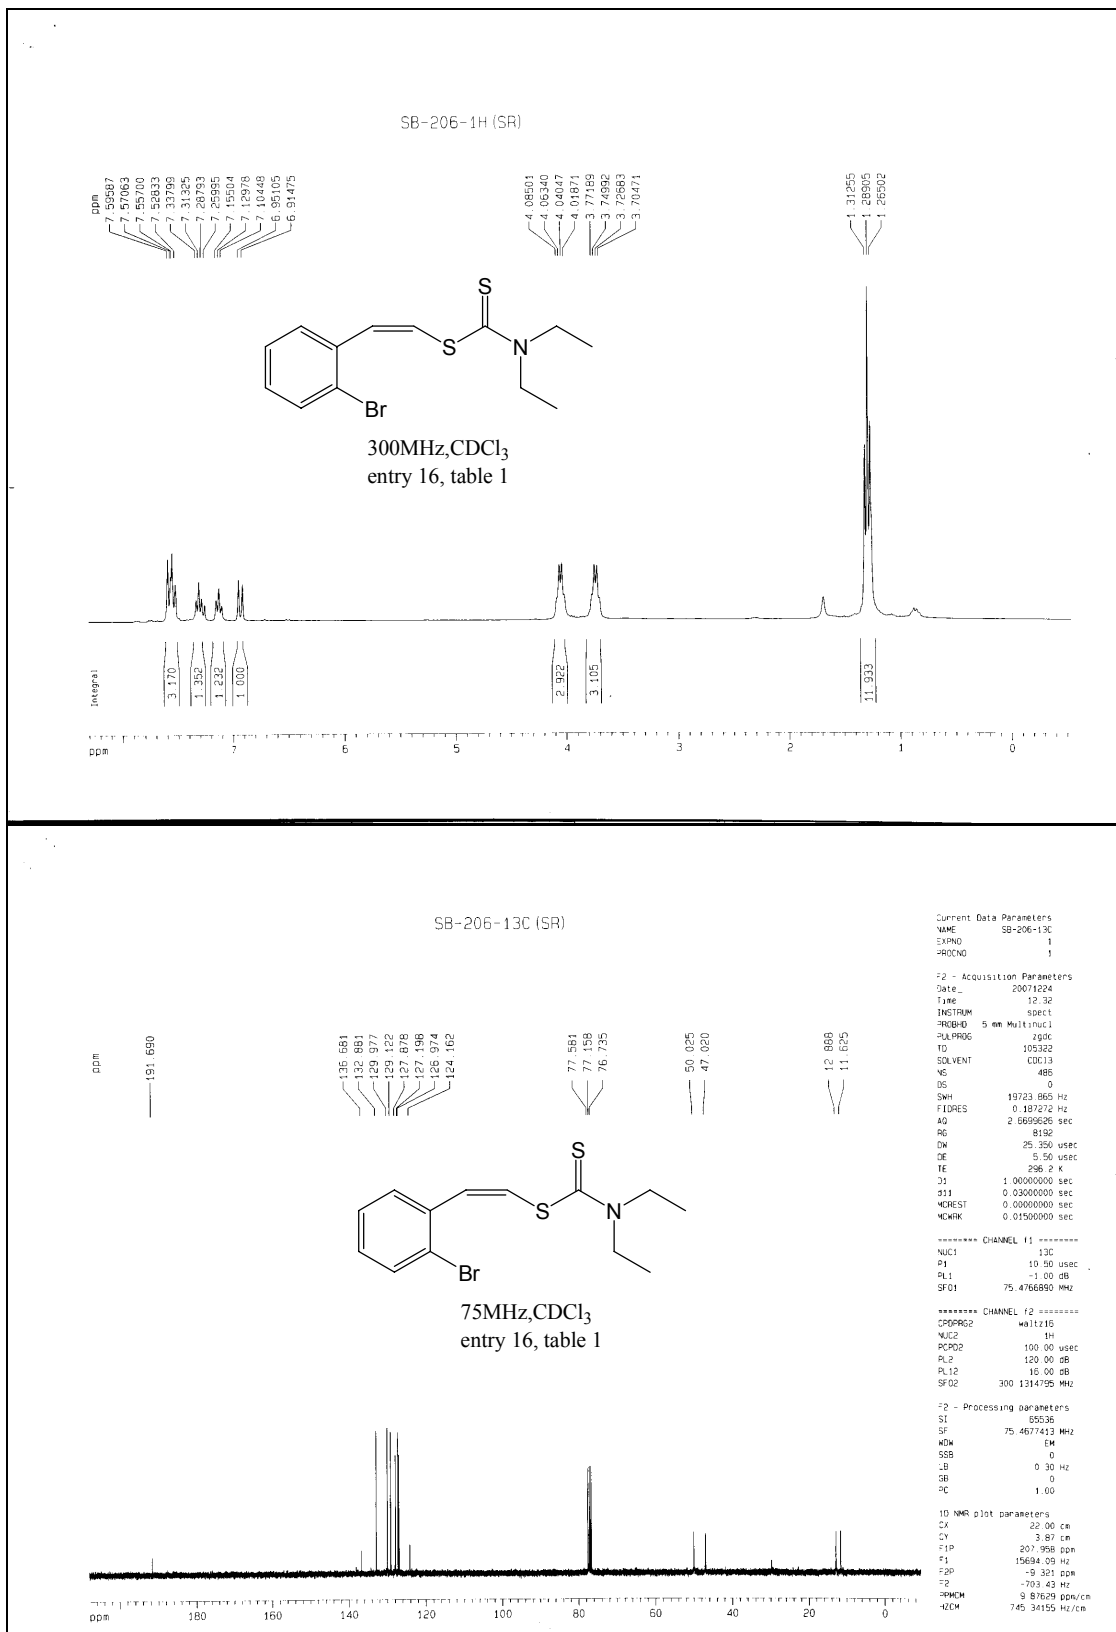 SB-206-1H (SR)
ppm
7.59587
7.57063
7.55700
7.52833
7.33799
7.31325
7.28793
7.25995
7.15504
7.12978
7.10448
6.95105
6.91475
4.08501
4.06340
4.04047
4.01871
3.77189
3.74992
3.72683
3.70471
1.31255
1.28905
1.26502
S
S
N
Br
300MHz,CDCl3
entry 16, table 1
Integral
3.170
1.352
1.232
1.000
2.922
3.105
11.933
ppm 7 6 5 4 3 2 1 0
SB-206-13C (SR)
ppm
191.690
136.681
132.881
129.977
129.122
127.878
127.198
126.974
124.162
77.581
77.158
76.735
50.025
47.020
12.888
11.625
S
S
N
Br
75MHz,CDCl3
entry 16, table 1
ppm 180 160 140 120 100 80 60 40 20 0
Current Data Parameters
NAME SB-206-13C
EXPNO 1
PROCNO 1
F2 - Acquisition Parameters
Date_ 20071224
Time 12.32
INSTRUM spect
PROBHD 5 mm Multinucl
PULPROG zgdc
TD 105322
SOLVENT CDCl3
NS 486
DS 0
SWH 19723.865 Hz
FIDRES 0.187272 Hz
AQ 2.6699626 sec
RG 8192
DW 25.350 usec
DE 5.50 usec
TE 296.2 K
D1 1.00000000 sec
d11 0.03000000 sec
MCREST 0.00000000 sec
MCWRK 0.01500000 sec
======== CHANNEL f1 ========
NUC1 13C
P1 10.50 usec
PL1 -1.00 dB
SFO1 75.4766890 MHz
======== CHANNEL f2 ========
CPDPRG2 waltz16
NUC2 1H
PCPD2 100.00 usec
PL2 120.00 dB
PL12 16.00 dB
SFO2 300.1314795 MHz
F2 - Processing parameters
SI 65536
SF 75.4677413 MHz
WDW EM
SSB 0
LB 0.30 Hz
GB 0
PC 1.00
1D NMR plot parameters
CX 22.00 cm
CY 3.87 cm
F1P 207.958 ppm
F1 15694.09 Hz
F2P -9.321 ppm
F2 -703.43 Hz
PPMCM 9.87629 ppm/cm
HZCM 745.34155 Hz/cm